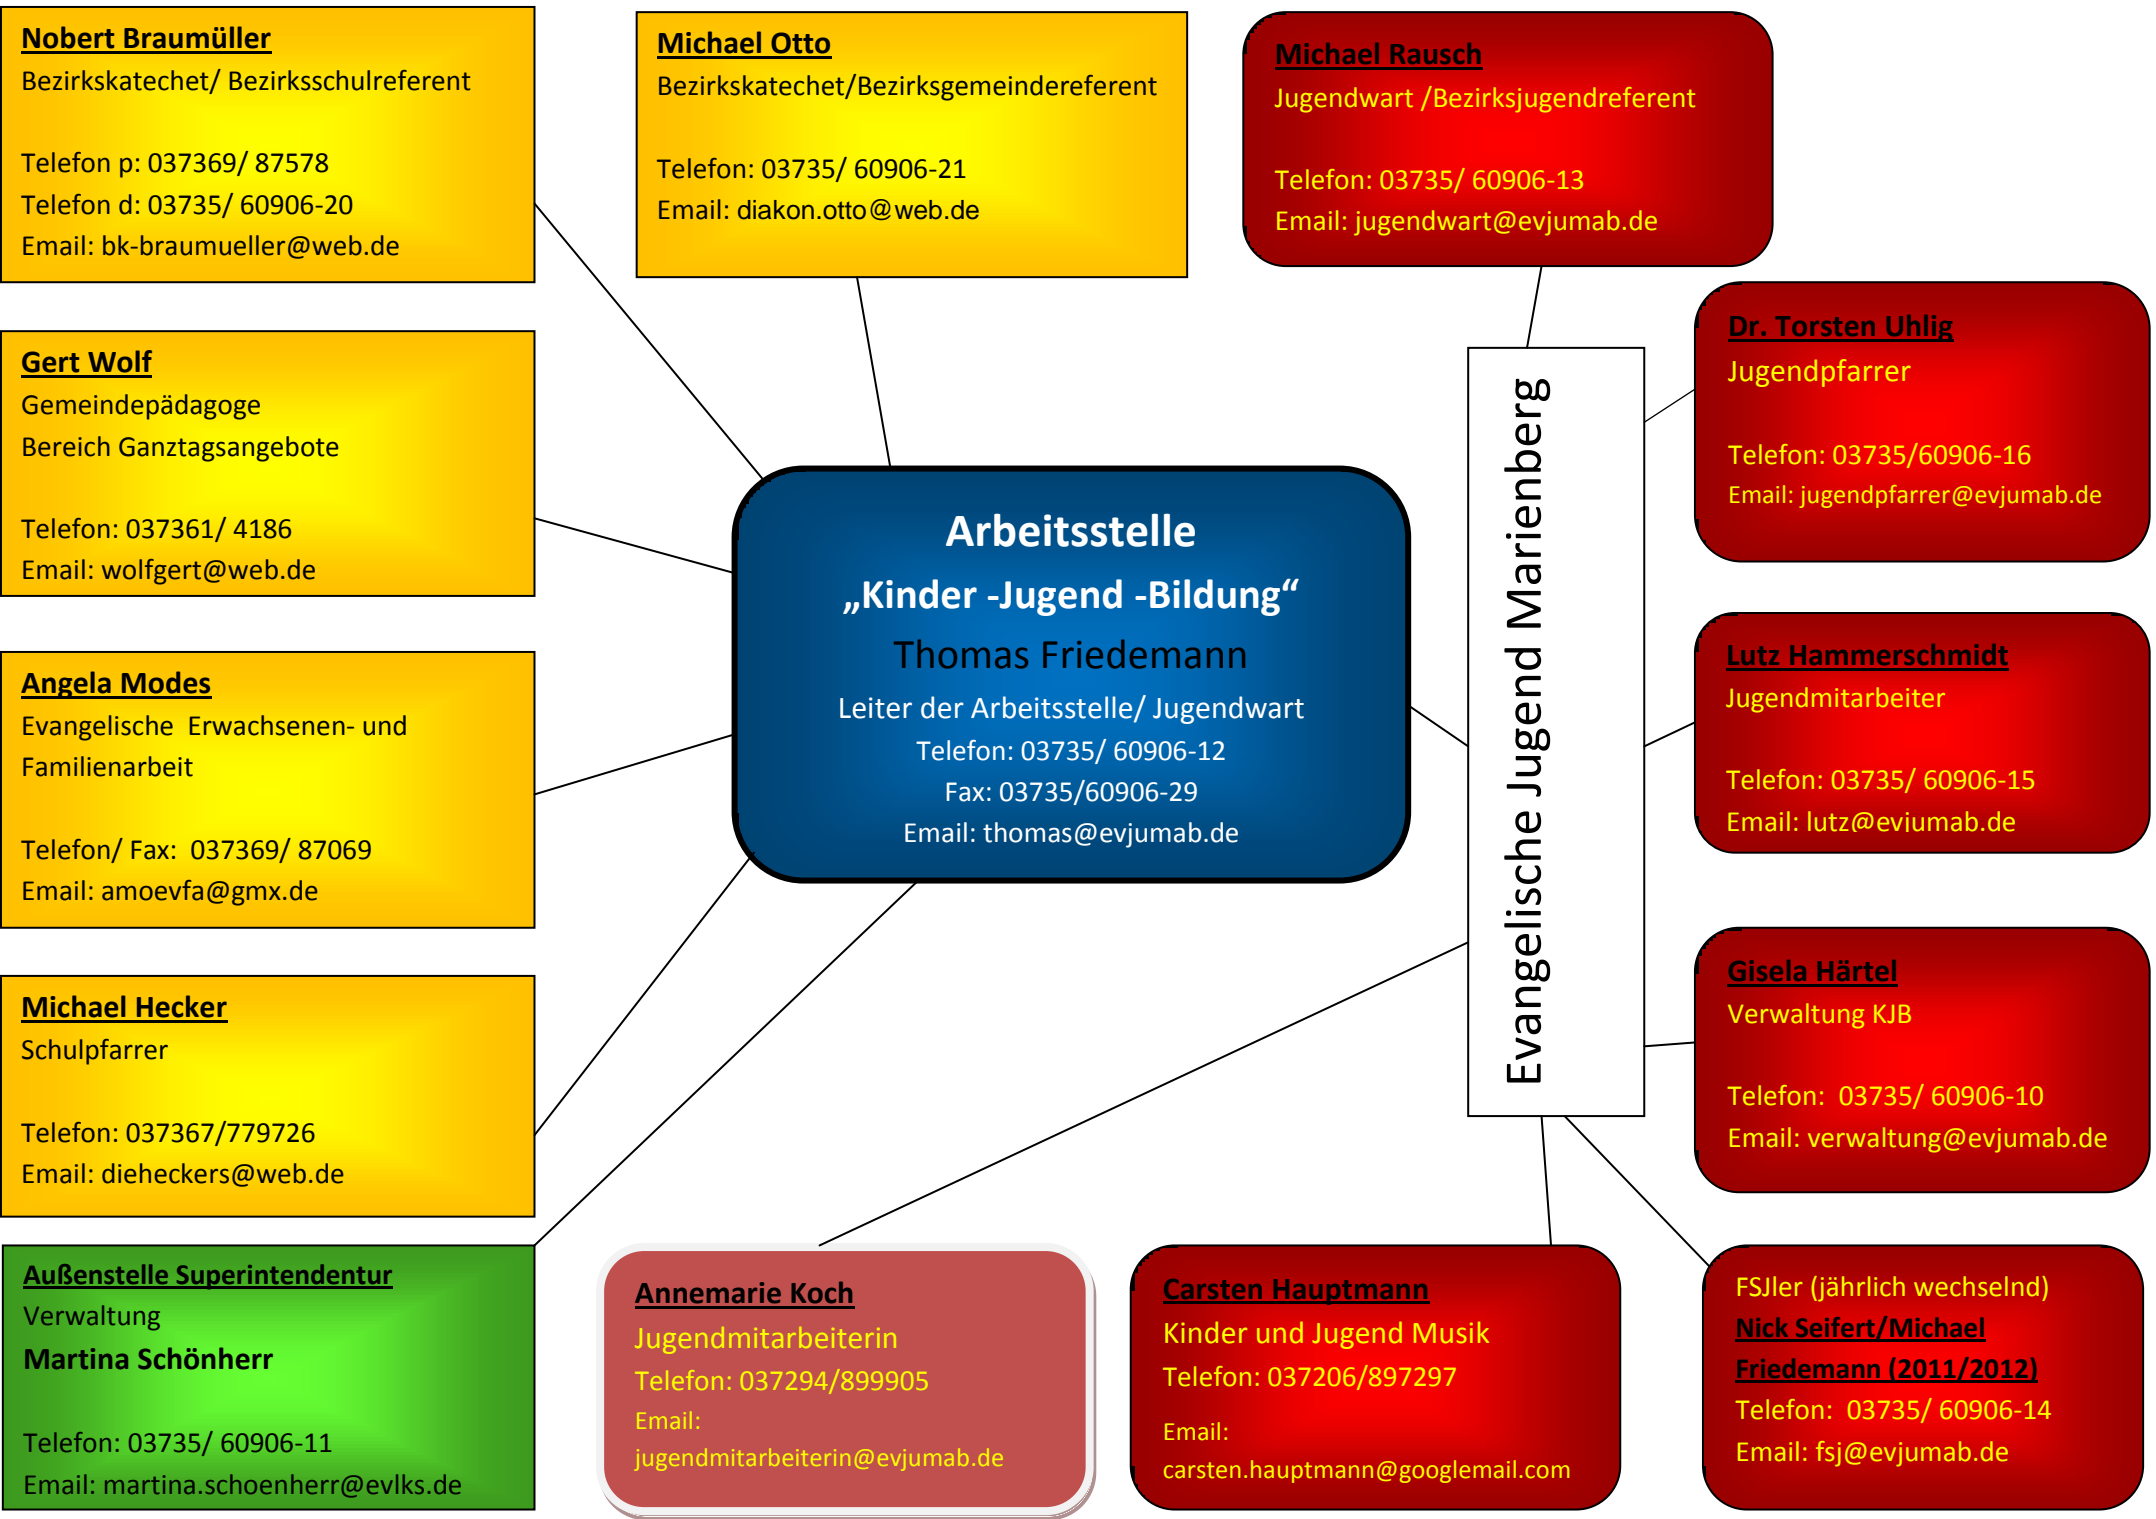 Nobert Braumüller
Bezirkskatechet/ Bezirksschulreferent
Telefon p: 037369/ 87578
Telefon d: 03735/ 60906-20
Email: bk-braumueller@web.de
Michael Otto
Bezirkskatechet/Bezirksgemeindereferent
Telefon: 03735/ 60906-21
Email: diakon.otto@web.de
Michael Rausch
Jugendwart /Bezirksjugendreferent
Telefon: 03735/ 60906-13
Email: jugendwart@evjumab.de
Dr. Torsten Uhlig
Jugendpfarrer
Telefon: 03735/60906-16
Email: jugendpfarrer@evjumab.de
Gert Wolf
Gemeindepädagoge
Bereich Ganztagsangebote
Telefon: 037361/ 4186
Email: wolfgert@web.de
Arbeitsstelle
„Kinder -Jugend -Bildung“
Thomas Friedemann
Leiter der Arbeitsstelle/ Jugendwart
Telefon: 03735/ 60906-12
Fax: 03735/60906-29
Email: thomas@evjumab.de
Evangelische Jugend Marienberg
Lutz Hammerschmidt
Jugendmitarbeiter
Telefon: 03735/ 60906-15
Email: lutz@evjumab.de
Angela Modes
Evangelische  Erwachsenen- und
Familienarbeit
Telefon/ Fax:  037369/ 87069
Email: amoevfa@gmx.de
Gisela Härtel
Verwaltung KJB
Telefon:  03735/ 60906-10
Email: verwaltung@evjumab.de
Michael Hecker
Schulpfarrer
Telefon: 037367/779726
Email: dieheckers@web.de
Außenstelle Superintendentur
Verwaltung
Martina Schönherr
Telefon: 03735/ 60906-11
Email: martina.schoenherr@evlks.de
Annemarie Koch
Jugendmitarbeiterin
Telefon: 037294/899905
Email:
jugendmitarbeiterin@evjumab.de
Carsten Hauptmann
Kinder und Jugend Musik
Telefon: 037206/897297
Email:
carsten.hauptmann@googlemail.com
FSJler (jährlich wechselnd)
Nick Seifert/Michael
Friedemann (2011/2012)
Telefon:  03735/ 60906-14
Email: fsj@evjumab.de